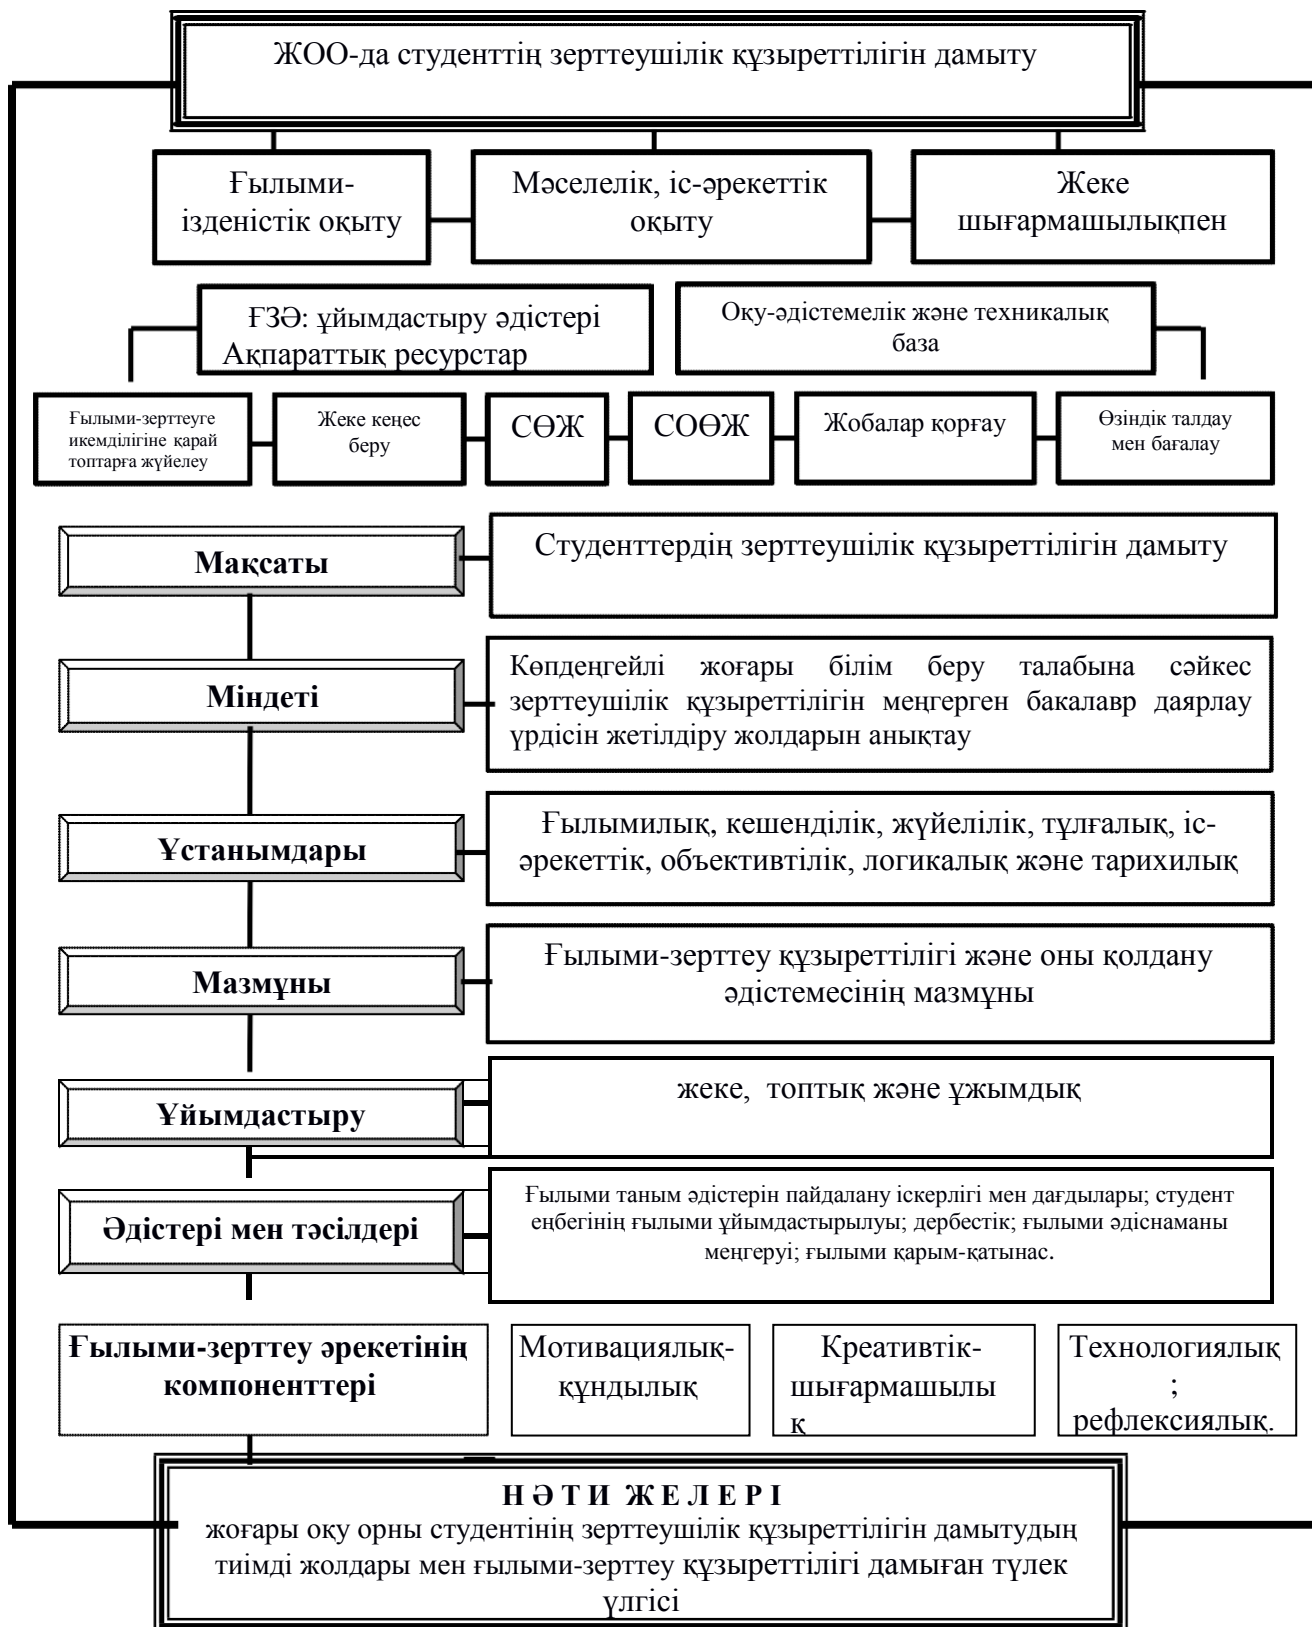 ЖОО-да студенттің зерттеушілік құзыреттілігін дамыту
Ғылыми-
ізденістік оқыту
Мәселелік, іс-әрекеттік
оқыту
Жеке
шығармашылықпен
ҒЗӘ: ұйымдастыру әдістері
Ақпараттық ресурстар
Оқу-әдістемелік және техникалық
база
Ғылыми-зерттеуге
икемділігіне қарай
топтарға жүйелеу
Жеке кеңес
беру
СӨЖ
СОӨЖ
Жобалар қорғау
Өзіндік талдау
мен бағалау
Мақсаты
Студенттердің зерттеушілік құзыреттілігін дамыту
Міндеті
Көпдеңгейлі жоғары білім беру талабына сәйкес
зерттеушілік құзыреттілігін меңгерген бакалавр даярлау
үрдісін жетілдіру жолдарын анықтау
Ұстанымдары
Ғылымилық, кешенділік, жүйелілік, тұлғалық, іс-
әрекеттік, объективтілік, логикалық және тарихилық
Мазмұны
Ғылыми-зерттеу құзыреттілігі және оны қолдану
әдістемесінің мазмұны
Ұйымдастыру
жеке, топтық және ұжымдық
Әдістері мен тәсілдері
Ғылыми таным әдістерін пайдалану іскерлігі мен дағдылары; студент
еңбегінің ғылыми ұйымдастырылуы; дербестік; ғылыми әдіснаманы
меңгеруі; ғылыми қарым-қатынас.
Ғылыми-зерттеу әрекетінің
компоненттері
Мотивациялық-
құндылық
Креативтік-
шығармашылы
қ
Технологиялық
;
рефлексиялық.
Н Ә Т И Ж Е Л Е Р І
жоғары оқу орны студентінің зерттеушілік құзыреттілігін дамытудың
тиімді жолдары мен ғылыми-зерттеу құзыреттілігі дамыған түлек
үлгісі